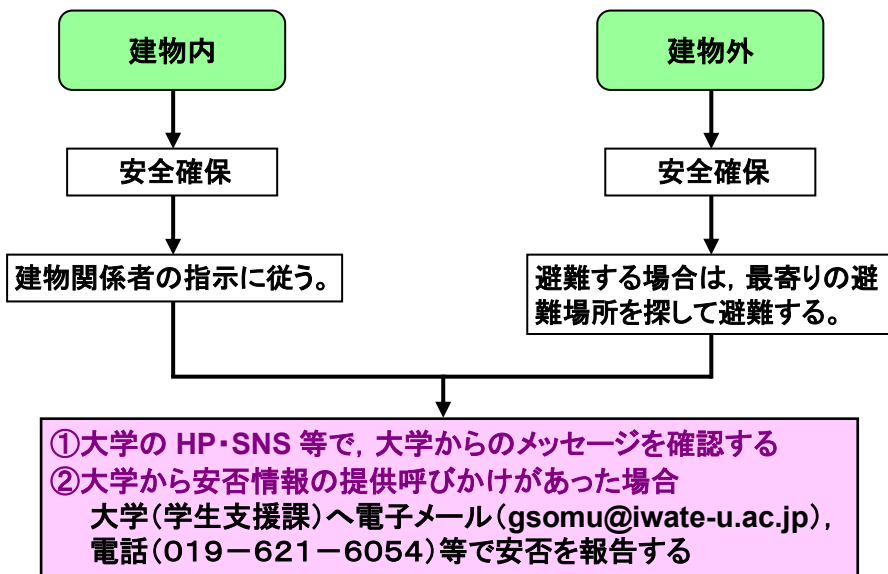 建物内
建物外
安全確保
安全確保
建物関係者の指示に従う。
避難する場合は，最寄りの避
難場所を探して避難する。
①大学の HP・SNS 等で，大学からのメッセージを確認する
②大学から安否情報の提供呼びかけがあった場合
大学（学生支援課）へ電子メール（gsomu@iwate-u.ac.jp），
電話（０１９－６２１－６０５４）等で安否を報告する